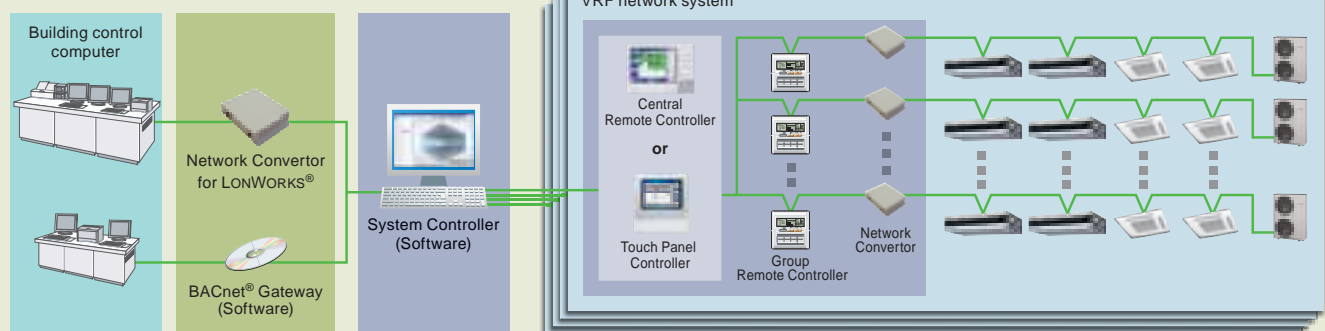 VRF network system
Building control
computer
Network Convertor
for LONWORKS®
BACnet® Gateway
(Software)
System Controller
(Software)
Central
Remote Controller
or
Touch Panel
Controller
Group
Remote Controller
Network
Convertor